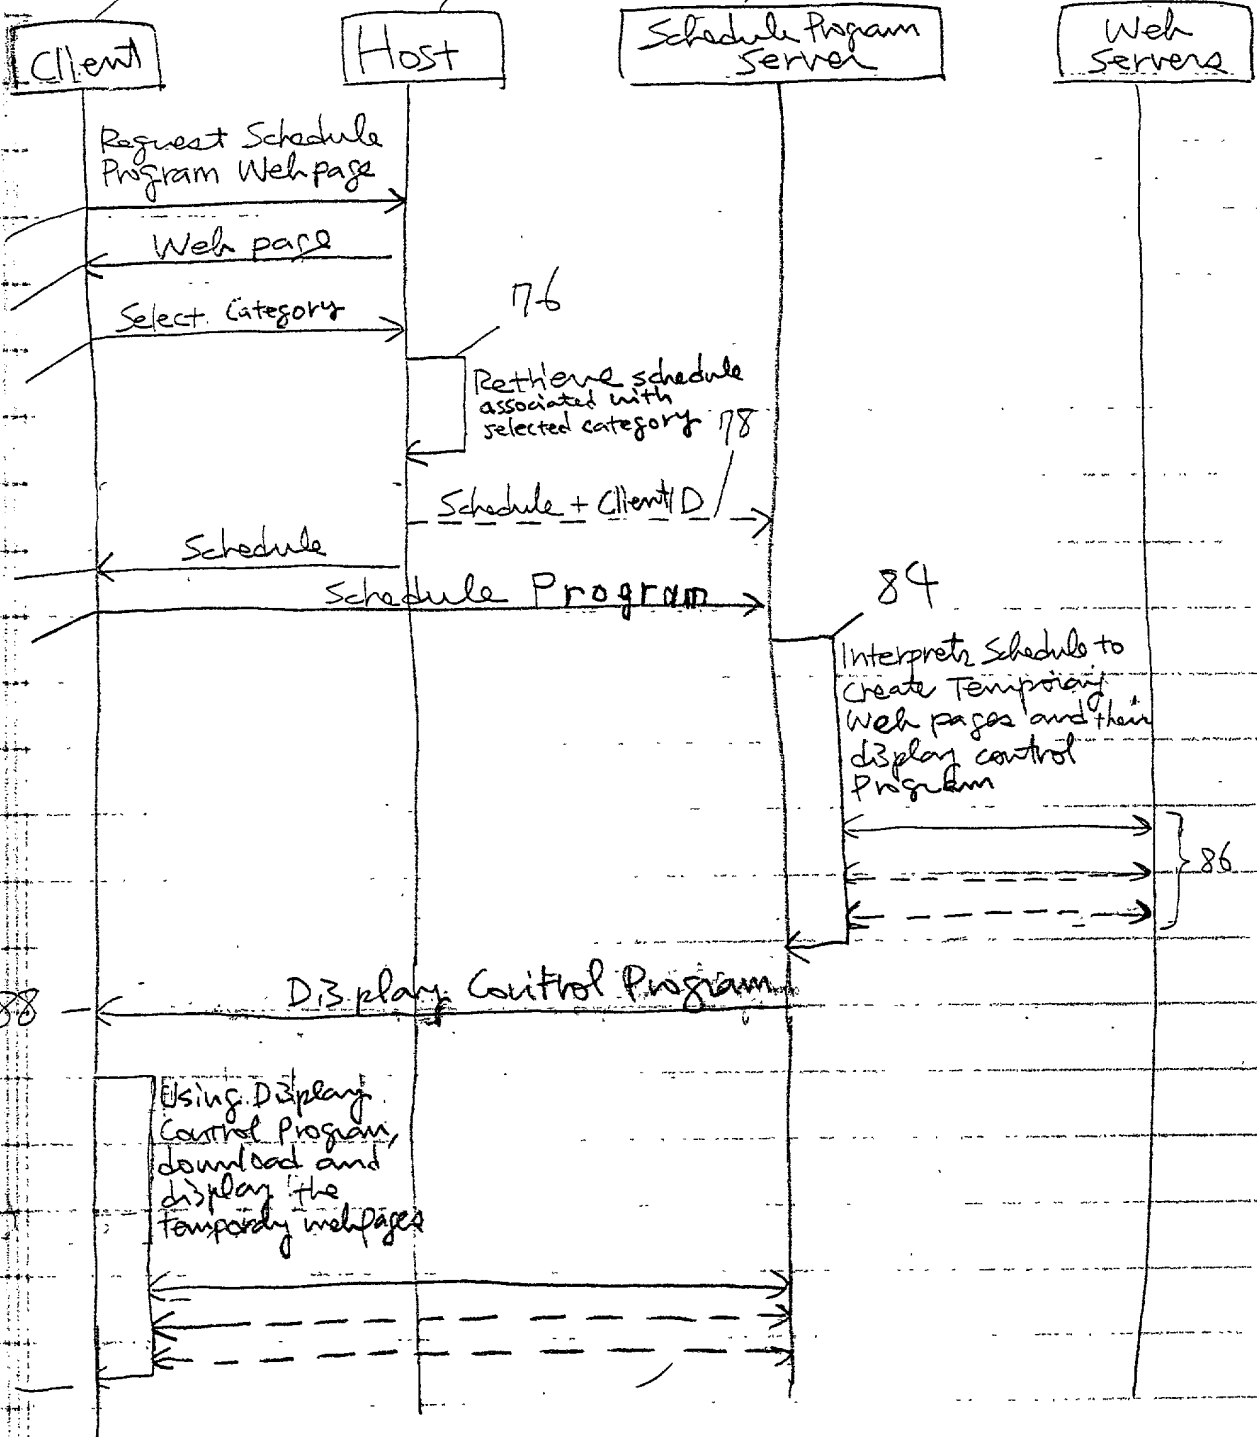 Client
Host
Schedule Program
Server
Web
Servers
Request Schedule
Program Webpage
Web page
Select Category
76
Rethieve schedule
associated with
selected category
78
Schedule + Client ID
Schedule
Schedule Program
84
Interprets Schedule to
create Temporary
Web pages and their
display control
Program
86
Display Control Program
88
Using Display
Control Program,
download and
display the
temporary webpages